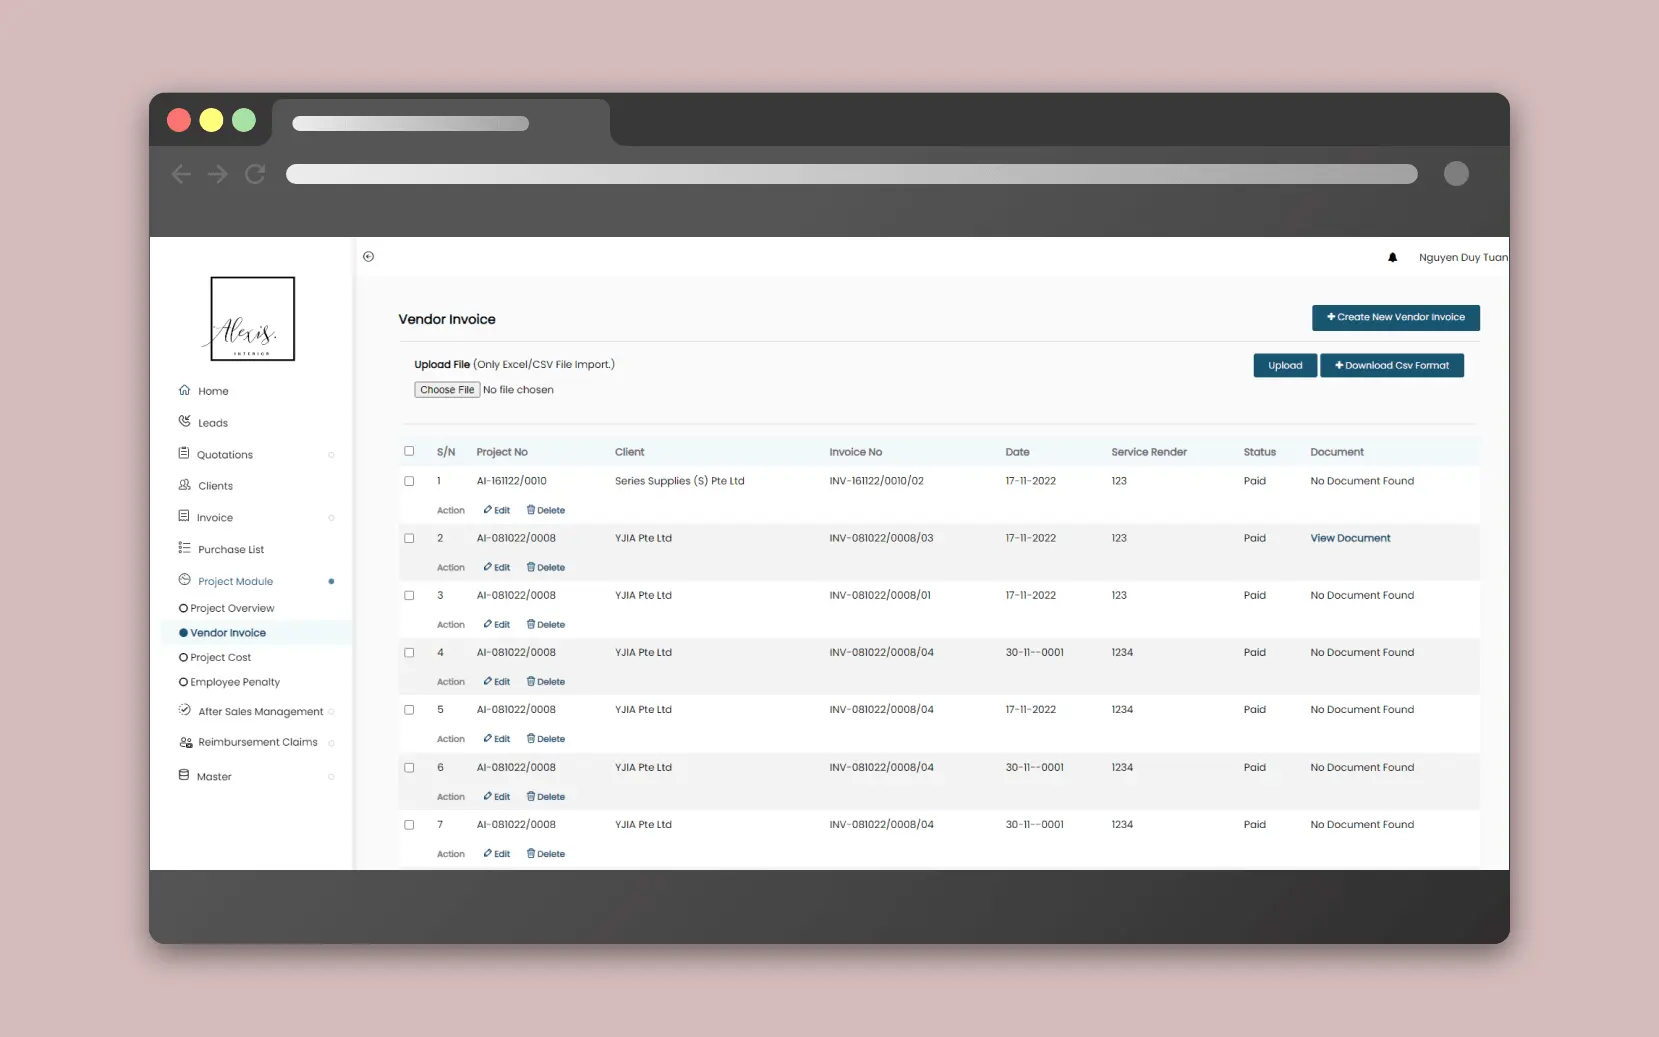 Nguyen Duy Tuan
Alexis.
INTERIOR
Home
Leads
Quotations
Clients
Invoice
Purchase List
Project Module
Project Overview
Vendor Invoice
Project Cost
Employee Penalty
After Sales Management
Reimbursement Claims
Master
Vendor Invoice
+ Create New Vendor Invoice
Upload File (Only Excel/CSV File Import.)
Upload + Download Csv Format
Choose File No file chosen
S/N Project No Client Invoice No Date Service Render Status Document
1 AI-161122/0010 Series Supplies (S) Pte Ltd INV-161122/0010/02 17-11-2022 123 Paid No Document Found
Action Edit Delete
2 AI-081022/0008 YJIA Pte Ltd INV-081022/0008/03 17-11-2022 123 Paid View Document
Action Edit Delete
3 AI-081022/0008 YJIA Pte Ltd INV-081022/0008/01 17-11-2022 123 Paid No Document Found
Action Edit Delete
4 AI-081022/0008 YJIA Pte Ltd INV-081022/0008/04 30-11--0001 1234 Paid No Document Found
Action Edit Delete
5 AI-081022/0008 YJIA Pte Ltd INV-081022/0008/04 17-11-2022 1234 Paid No Document Found
Action Edit Delete
6 AI-081022/0008 YJIA Pte Ltd INV-081022/0008/04 30-11--0001 1234 Paid No Document Found
Action Edit Delete
7 AI-081022/0008 YJIA Pte Ltd INV-081022/0008/04 30-11--0001 1234 Paid No Document Found
Action Edit Delete